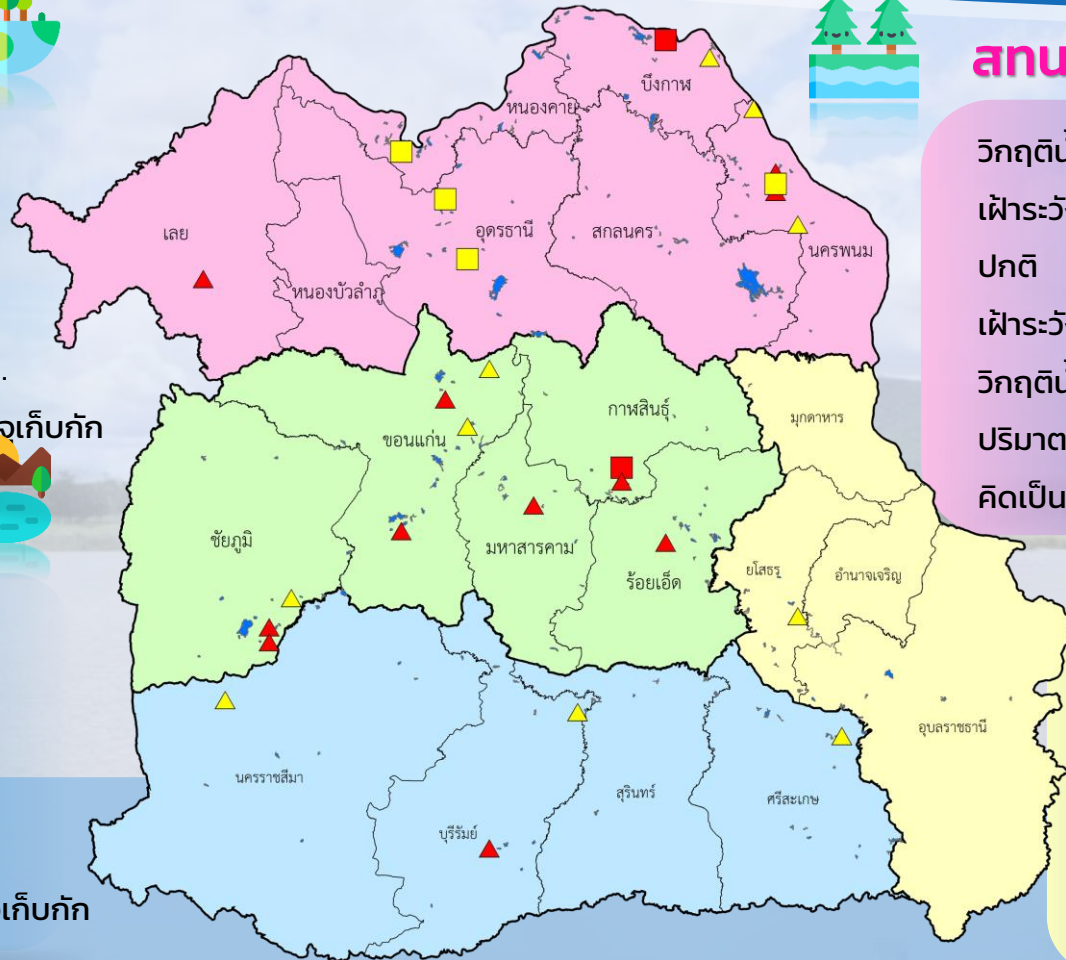 สทน
วิกฤติน้
เฝ้าระวัง
ปกติ
เฝ้าระวัง
วิกฤติน้
ปริมาต
คิดเป็น
บึงกาฬ
หนองคาย
เลย
อุดรธานี
สกลนคร
นครพนม
หนองบัวลำภู
.
จเก็บกัก
กาฬสินธุ์
มุกดาหาร
ขอนแก่น
ชัยภูมิ
มหาสารคาม
ร้อยเอ็ด
ยโสธร
อำนาจเจริญ
อุบลราชธานี
นครราชสีมา
สุรินทร์
ศรีสะเกษ
บุรีรัมย์
เก็บกัก